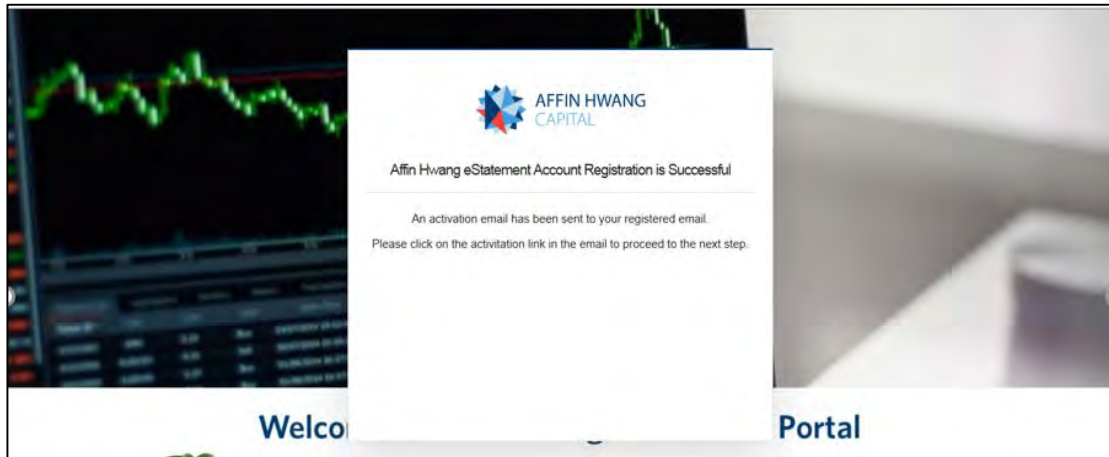 AFFIN HWANG
CAPITAL
Affin Hwang eStatement Account Registration is Successful
An activation email has been sent to your registered email.
Please click on the activitation link in the email to proceed to the next step.
Portal